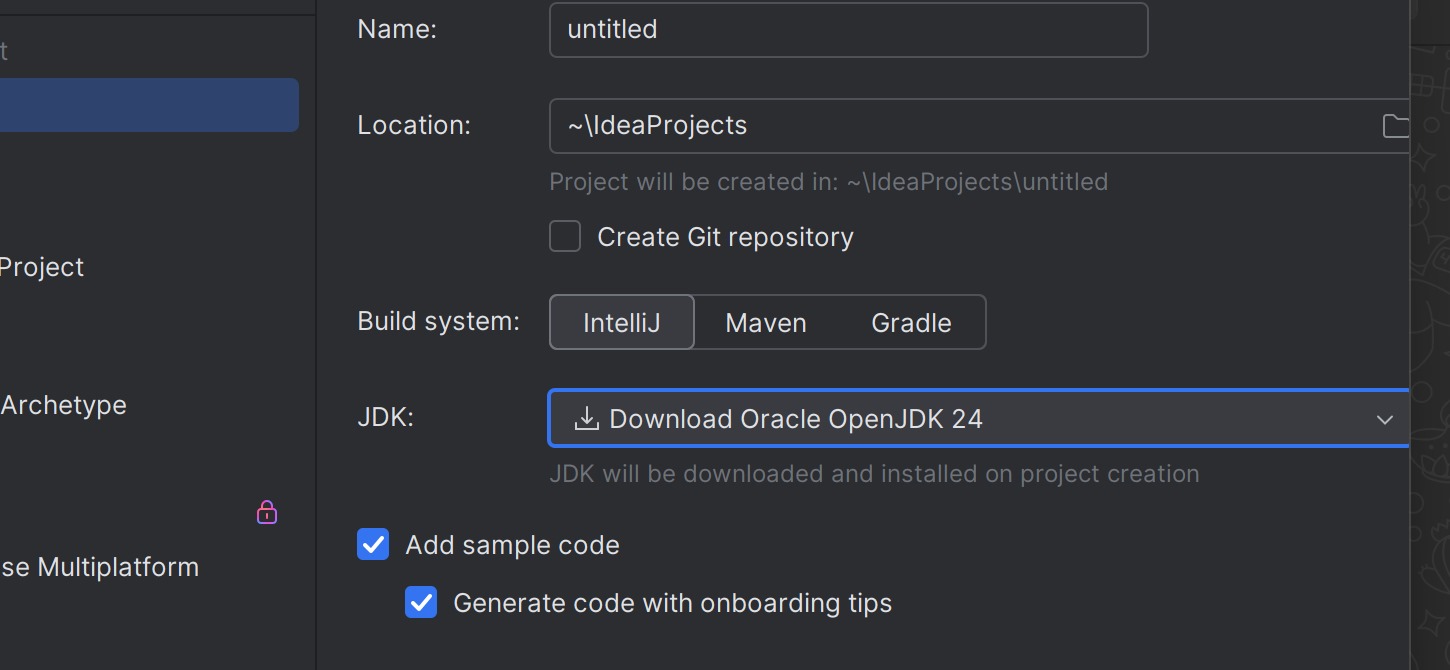 Name:
untitled
t
Location:
~\IdeaProjects
Project will be created in: ~\IdeaProjects\untitled
Create Git repository
Project
Build system:
IntelliJ
Maven
Gradle
Archetype
JDK:
Download Oracle OpenJDK 24
JDK will be downloaded and installed on project creation
Add sample code
se Multiplatform
Generate code with onboarding tips